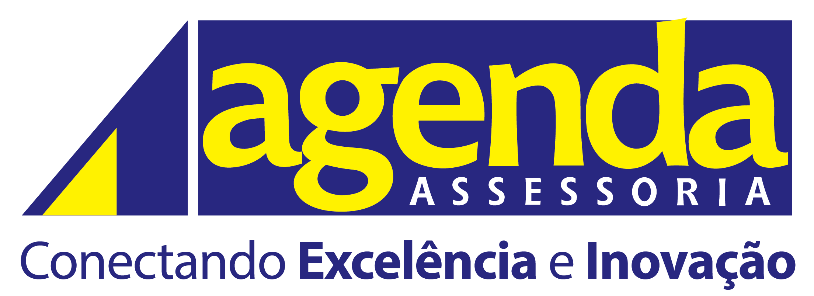 agenda
ASSESSORIA
Conectando Excelência e Inovação